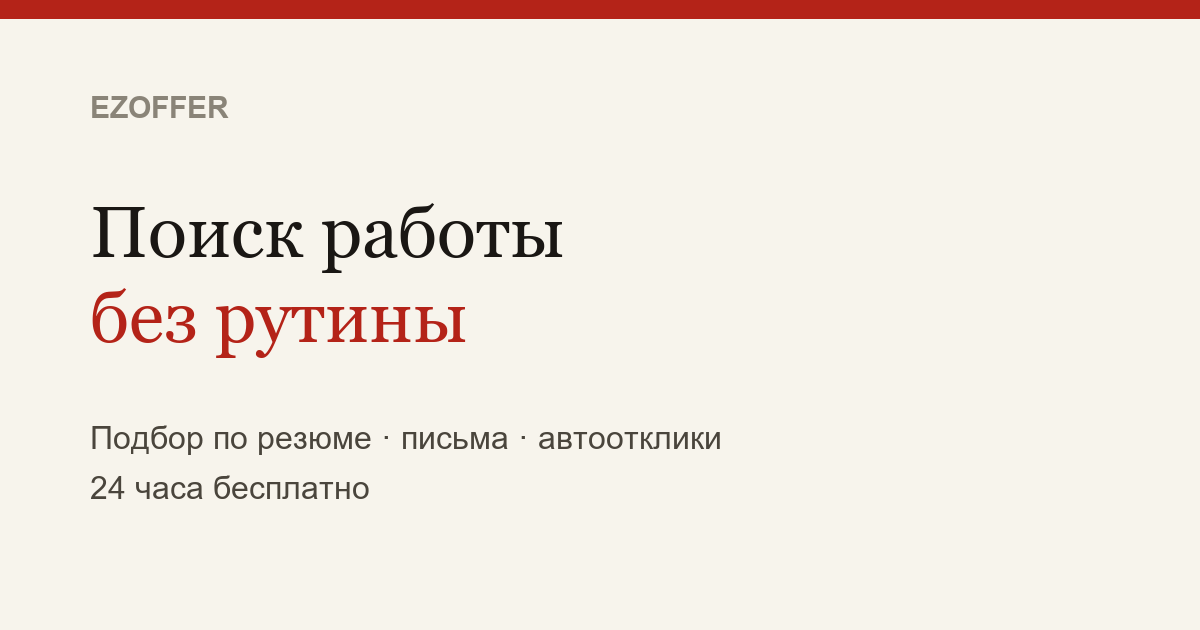 EZOFFER
Поиск работы
без рутины
Подбор по резюме · письма · автоотклики
24 часа бесплатно